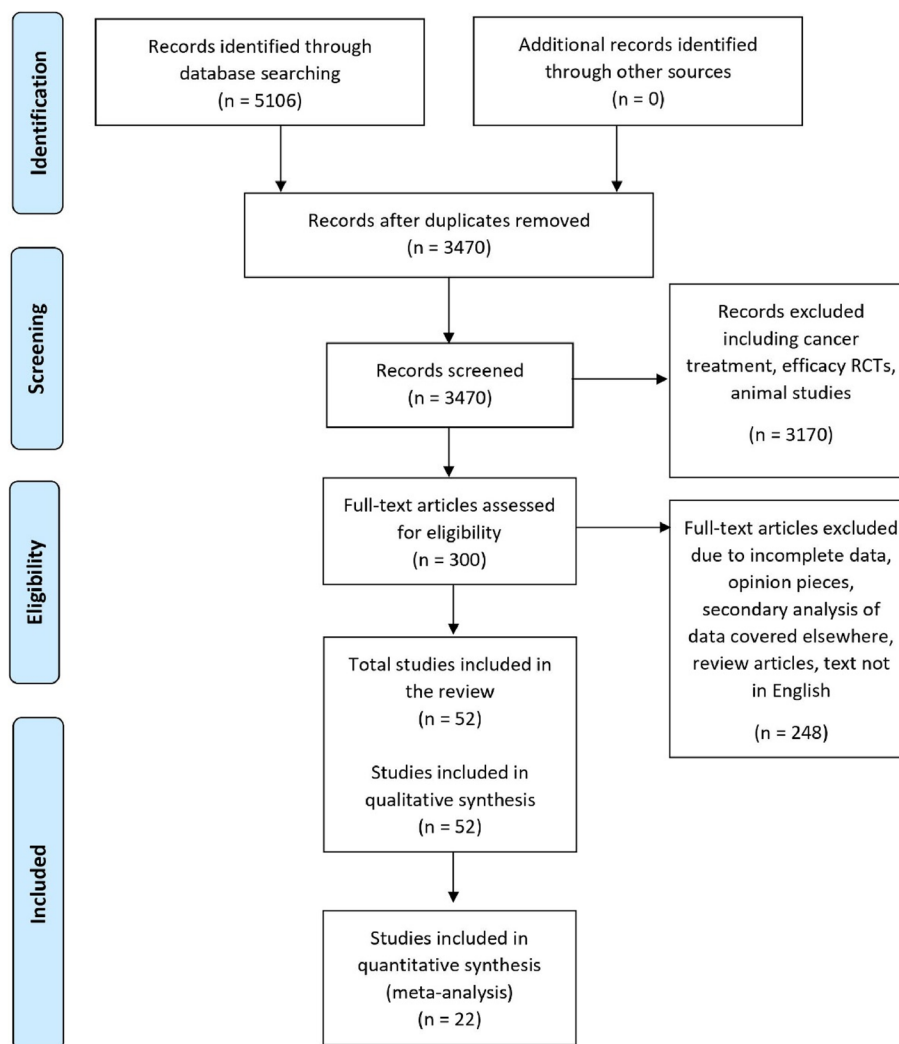 Identification
Records identified through
database searching
(n = 5106)
Additional records identified
through other sources
(n = 0)
Records after duplicates removed
(n = 3470)
Screening
Records screened
(n = 3470)
Records excluded
including cancer
treatment, efficacy RCTs,
animal studies
(n = 3170)
Eligibility
Full-text articles assessed
for eligibility
(n = 300)
Full-text articles excluded
due to incomplete data,
opinion pieces,
secondary analysis of
data covered elsewhere,
review articles, text not
in English
(n = 248)
Total studies included in
the review
(n = 52)
Studies included in
qualitative synthesis
(n = 52)
Included
Studies included in
quantitative synthesis
(meta-analysis)
(n = 22)